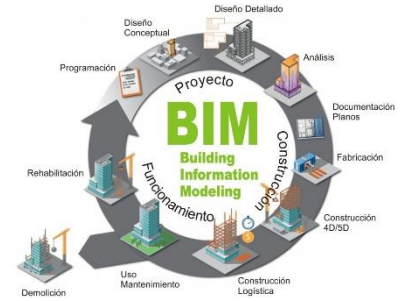 Diseño Detallado
Diseño
Conceptual
Programación
Análisis
Documentación
Planos
Fabricación
Construcción
4D/5D
Construcción
Logística
Uso
Mantenimiento
Demolición
Rehabilitación
Proyecto
Construcción
Funcionamiento
BIM
Building
Information
Modeling